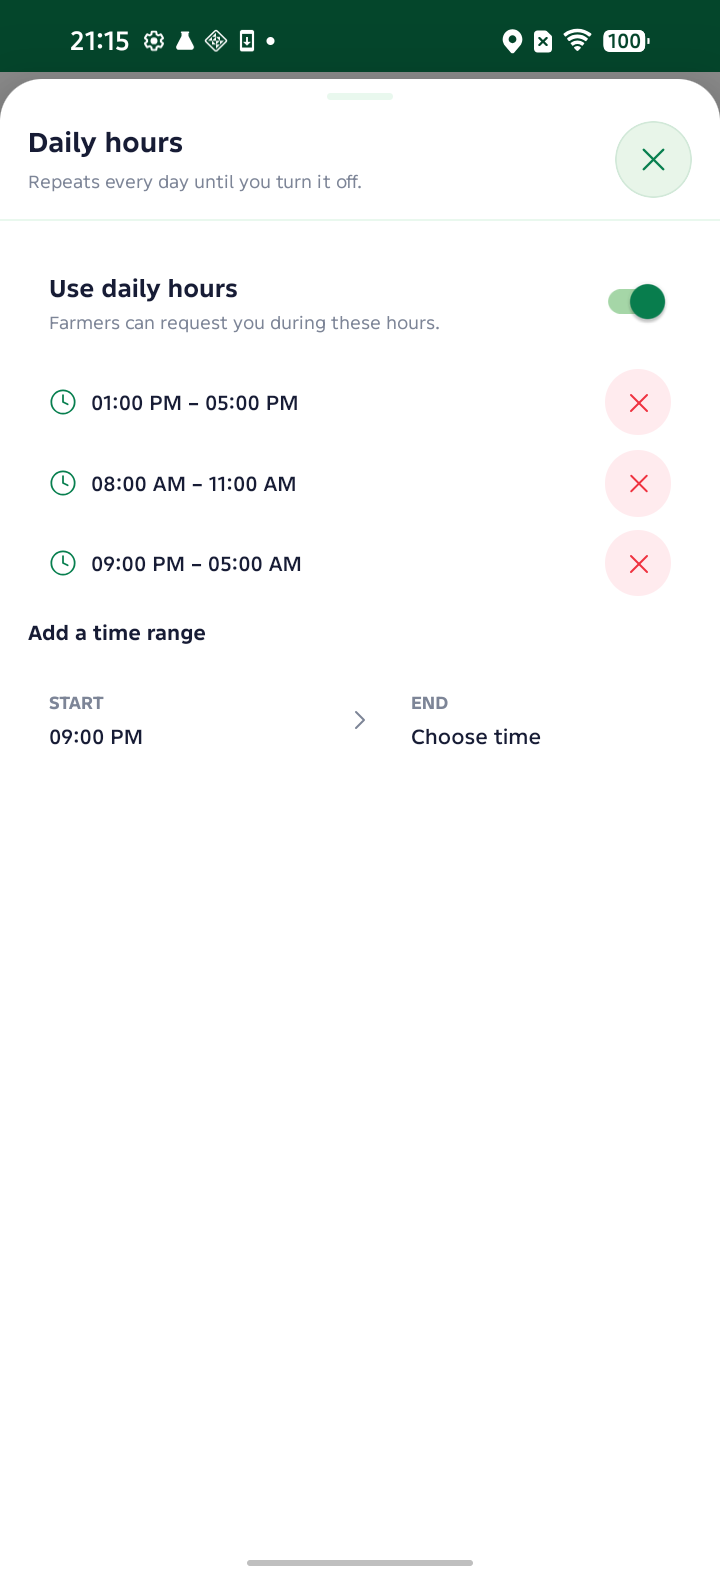 21:15
100
Daily hours
Repeats every day until you turn it off.
Use daily hours
Farmers can request you during these hours.
01:00 PM – 05:00 PM
08:00 AM – 11:00 AM
09:00 PM – 05:00 AM
Add a time range
START
END
09:00 PM
Choose time